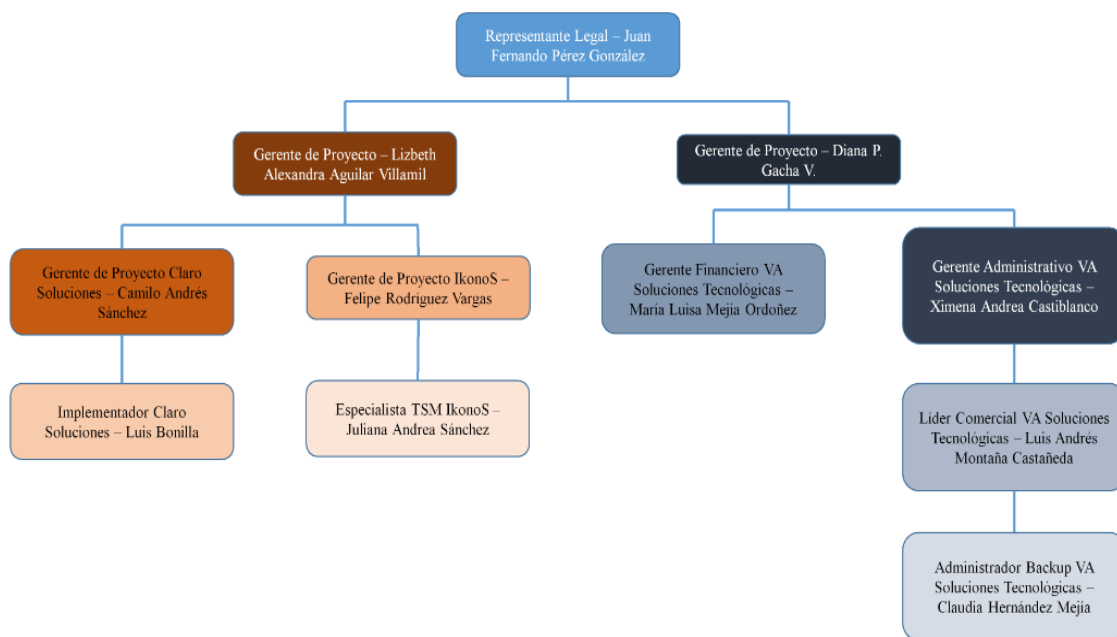 Representante Legal – Juan
Fernando Pérez González
Gerente de Proyecto – Lizbeth
Alexandra Aguilar Villamil
Gerente de Proyecto – Diana P.
Gacha V.
Gerente de Proyecto Claro
Soluciones – Camilo Andrés
Sánchez
Gerente de Proyecto IkonoS –
Felipe Rodríguez Vargas
Gerente Financiero VA
Soluciones Tecnológicas –
María Luisa Mejia Ordoñez
Gerente Administrativo VA
Soluciones Tecnológicas –
Ximena Andrea Castiblanco
Implementador Claro
Soluciones – Luis Bonilla
Especialista TSM IkonoS –
Juliana Andrea Sánchez
Líder Comercial VA Soluciones
Tecnológicas – Luis Andrés
Montaña Castañeda
Administrador Backup VA
Soluciones Tecnológicas –
Claudia Hernández Mejia